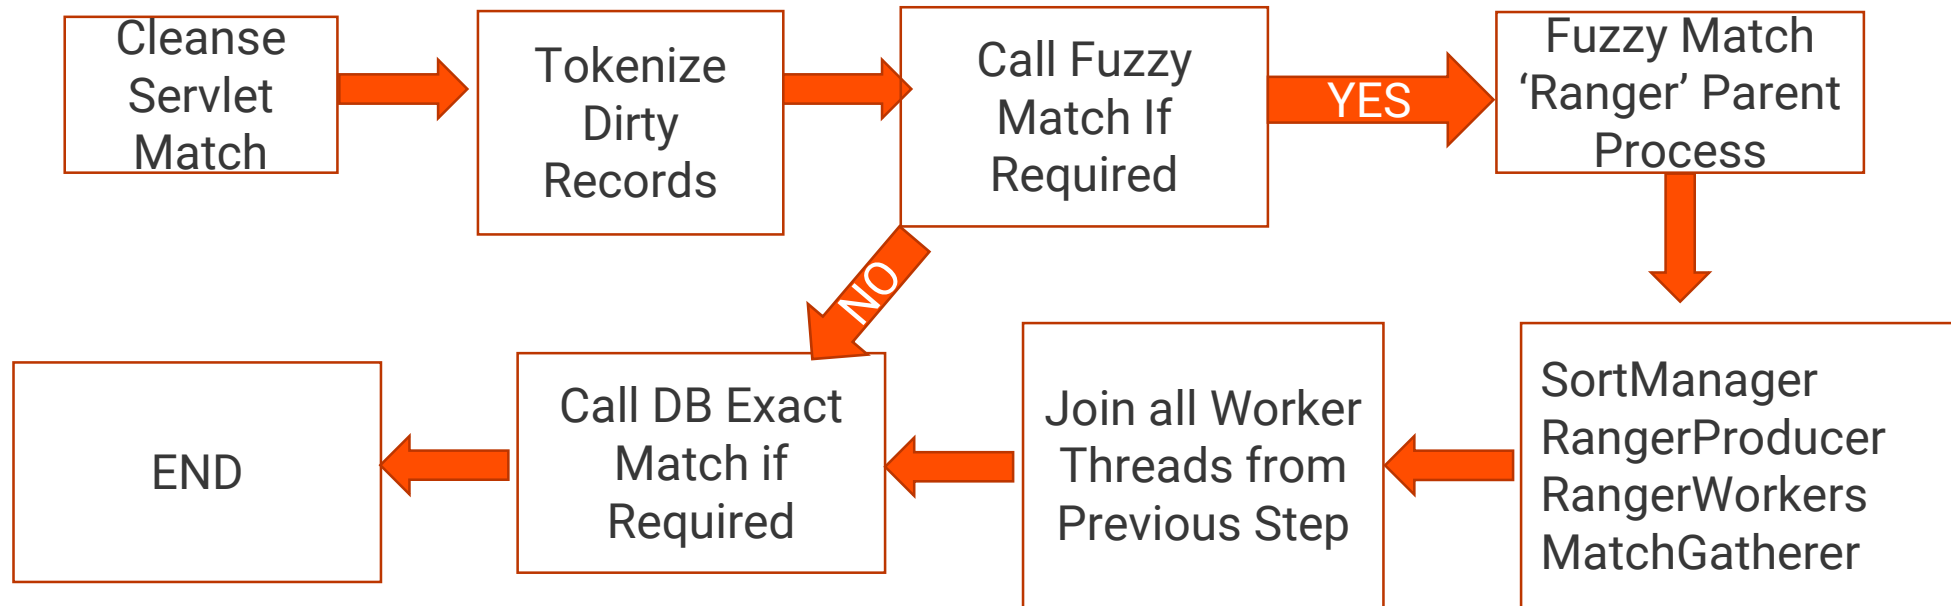 Cleanse
Servlet
Match
Tokenize
Dirty
Records
Call Fuzzy
Match If
Required
YES
Fuzzy Match
‘Ranger’ Parent
Process
NO
SortManager
RangerProducer
RangerWorkers
MatchGatherer
Join all Worker
Threads from
Previous Step
Call DB Exact
Match if
Required
END